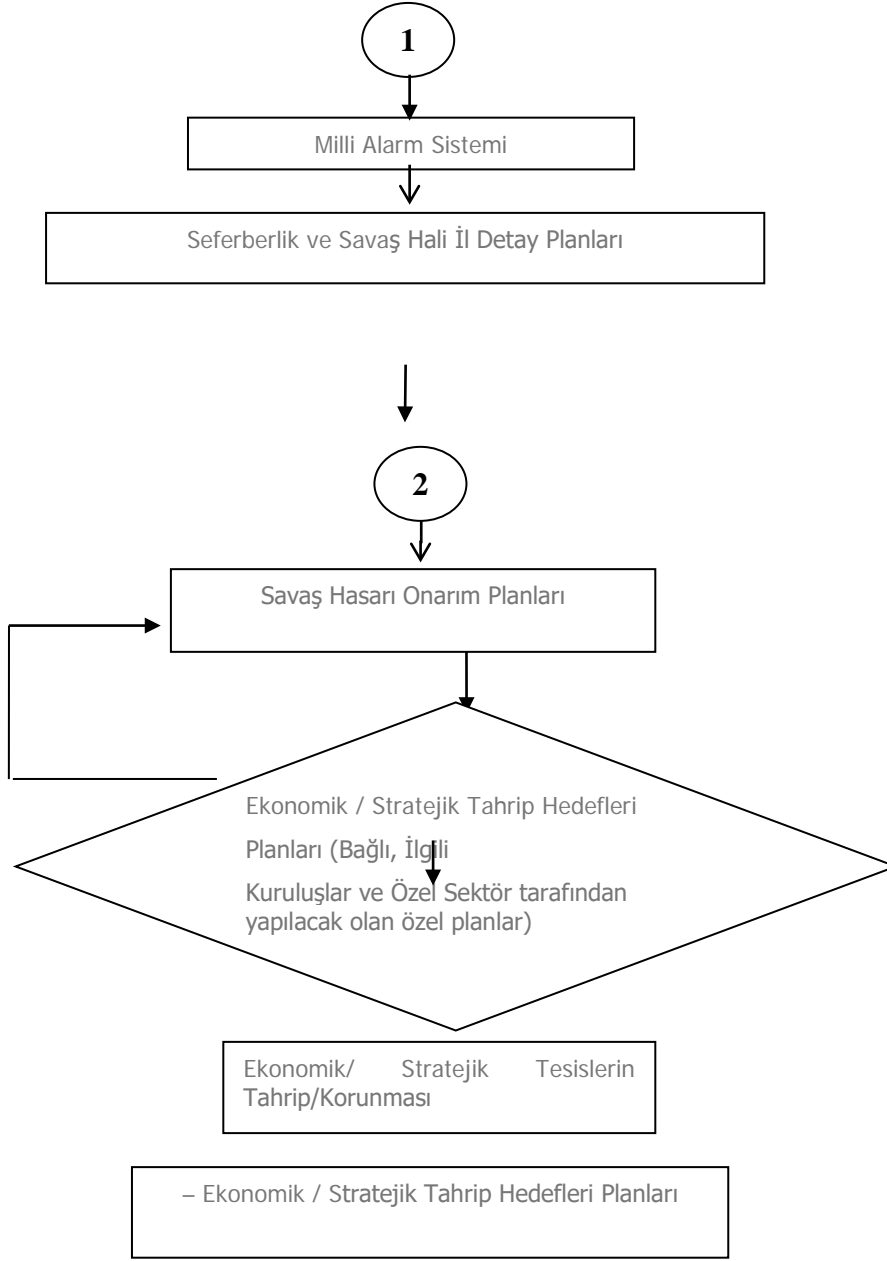 1
Milli Alarm Sistemi
Seferberlik ve Savaş Hali İl Detay Planları
2
Savaş Hasarı Onarım Planları
Ekonomik / Stratejik Tahrip Hedefleri
Planları (Bağlı, İlgili
Kuruluşlar ve Özel Sektör tarafından
yapılacak olan özel planlar)
Ekonomik/ Stratejik Tesislerin
Tahrip/Korunması
– Ekonomik / Stratejik Tahrip Hedefleri Planları